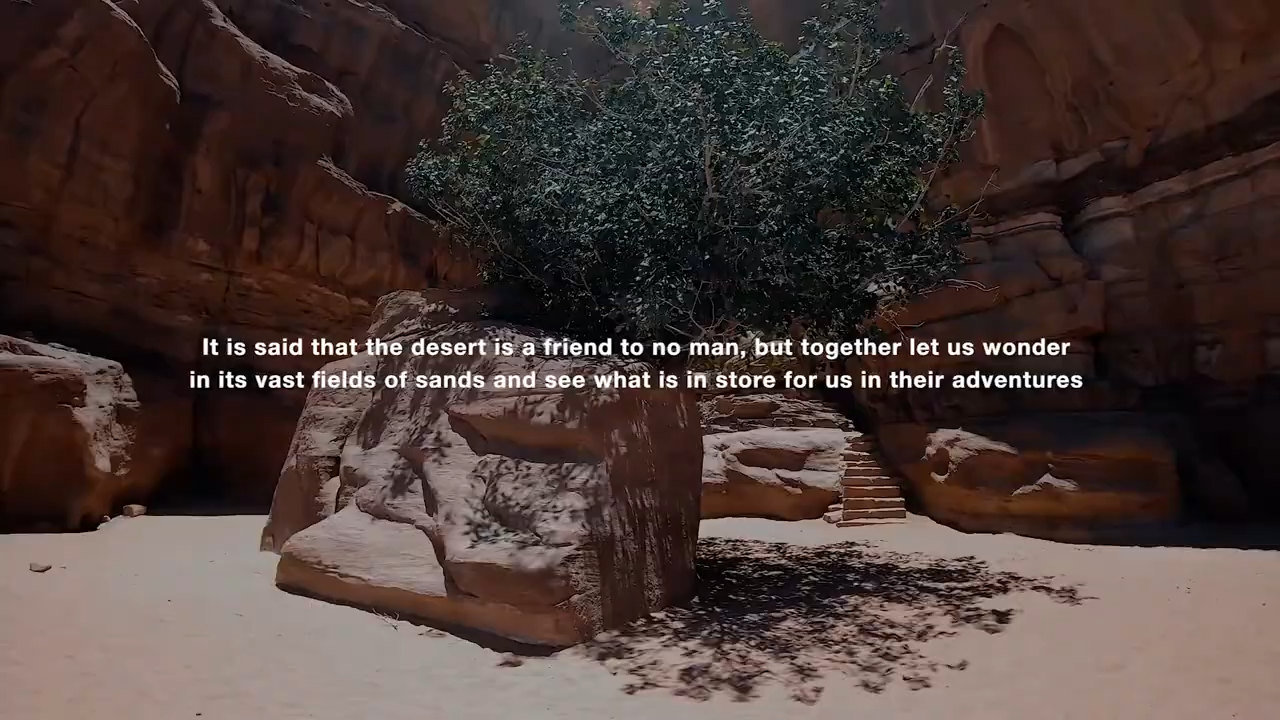 It is said that the desert is a friend to no man, but together let us wonder
in its vast fields of sands and see what is in store for us in their adventures